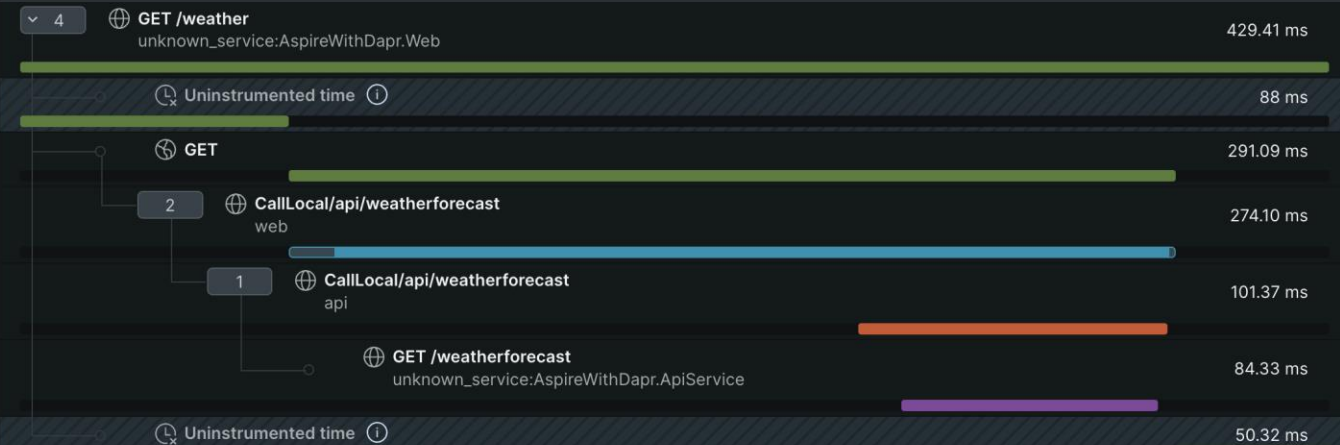 4 GET /weather 429.41 ms
unknown_service:AspireWithDapr.Web
Uninstrumented time 88 ms
GET 291.09 ms
2 CallLocal/api/weatherforecast 274.10 ms
web
1 CallLocal/api/weatherforecast 101.37 ms
api
GET /weatherforecast 84.33 ms
unknown_service:AspireWithDapr.ApiService
Uninstrumented time 50.32 ms